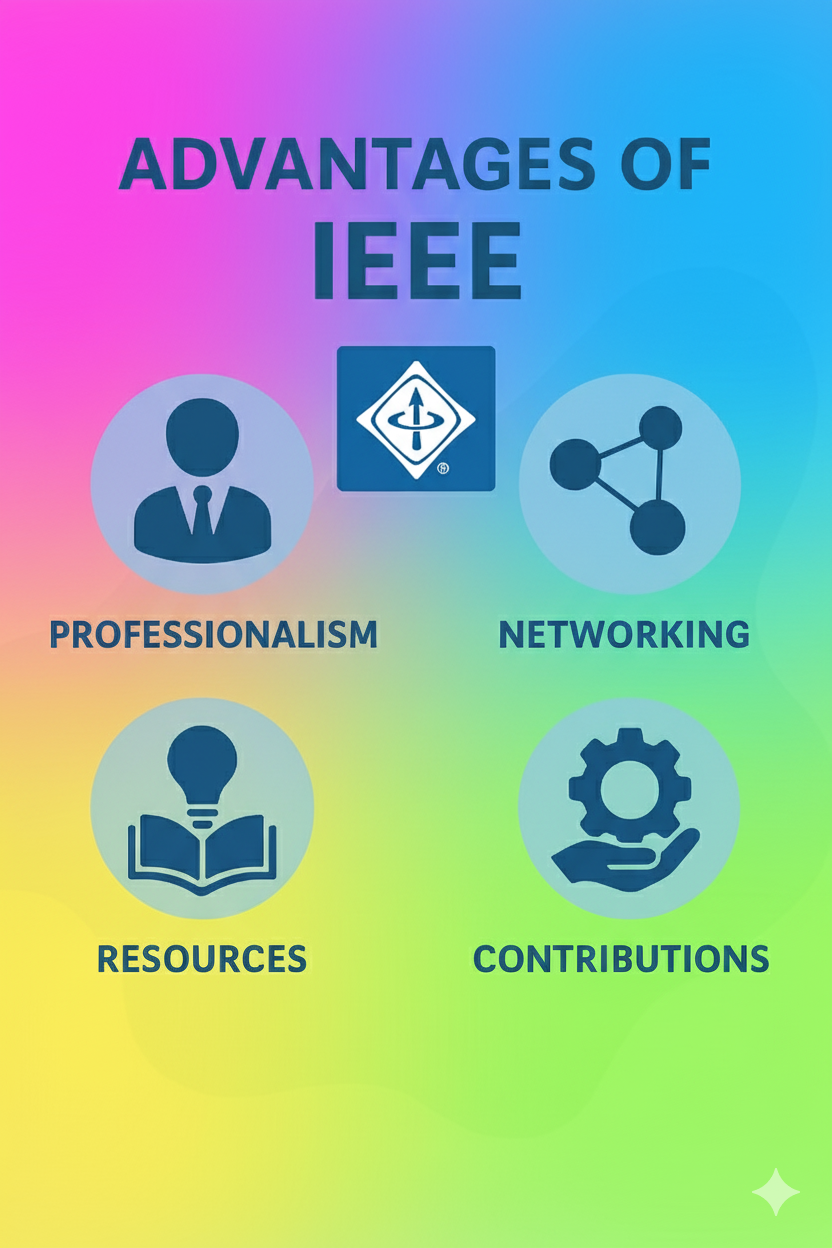 ADVANTAGES OF
IEEE
®
PROFESSIONALISM
NETWORKING
RESOURCES
CONTRIBUTIONS